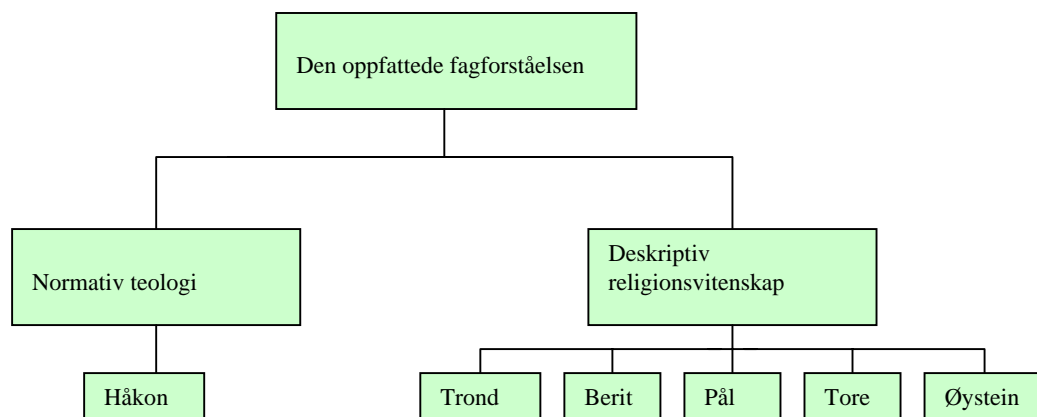 Den oppfattede fagforståelsen
Normativ teologi
Deskriptiv
religionsvitenskap
Håkon
Trond
Berit
Pål
Tore
Øystein